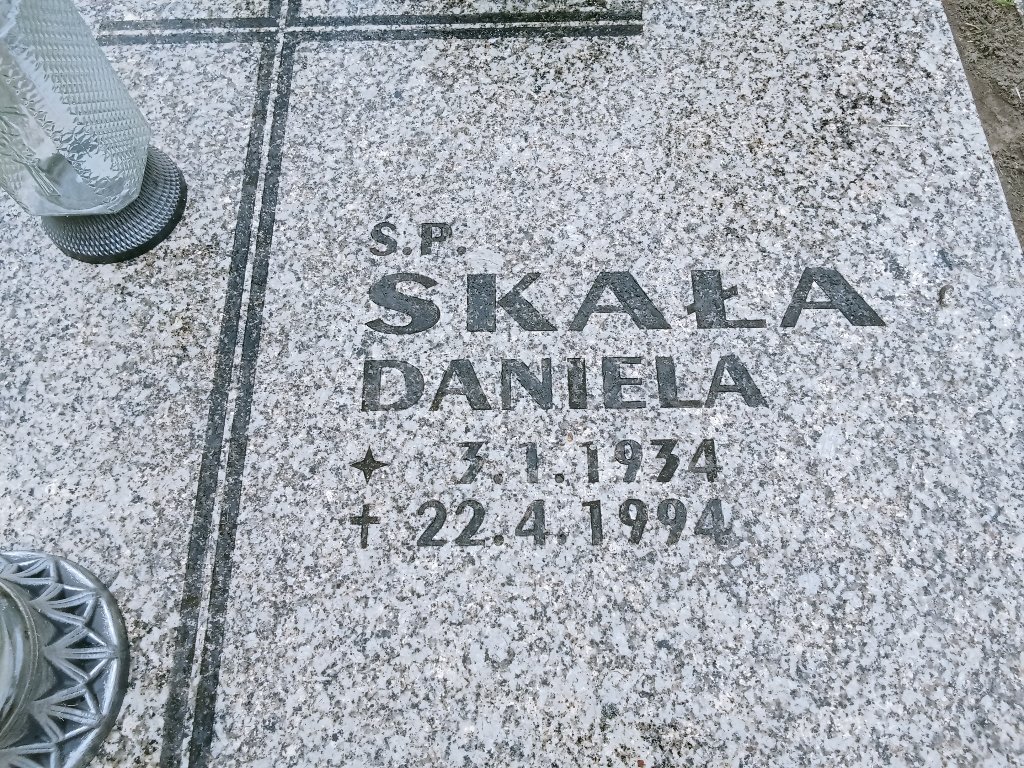 Ś.P.
SKAŁA
DANIELA
3.1.1934
22.4.1994